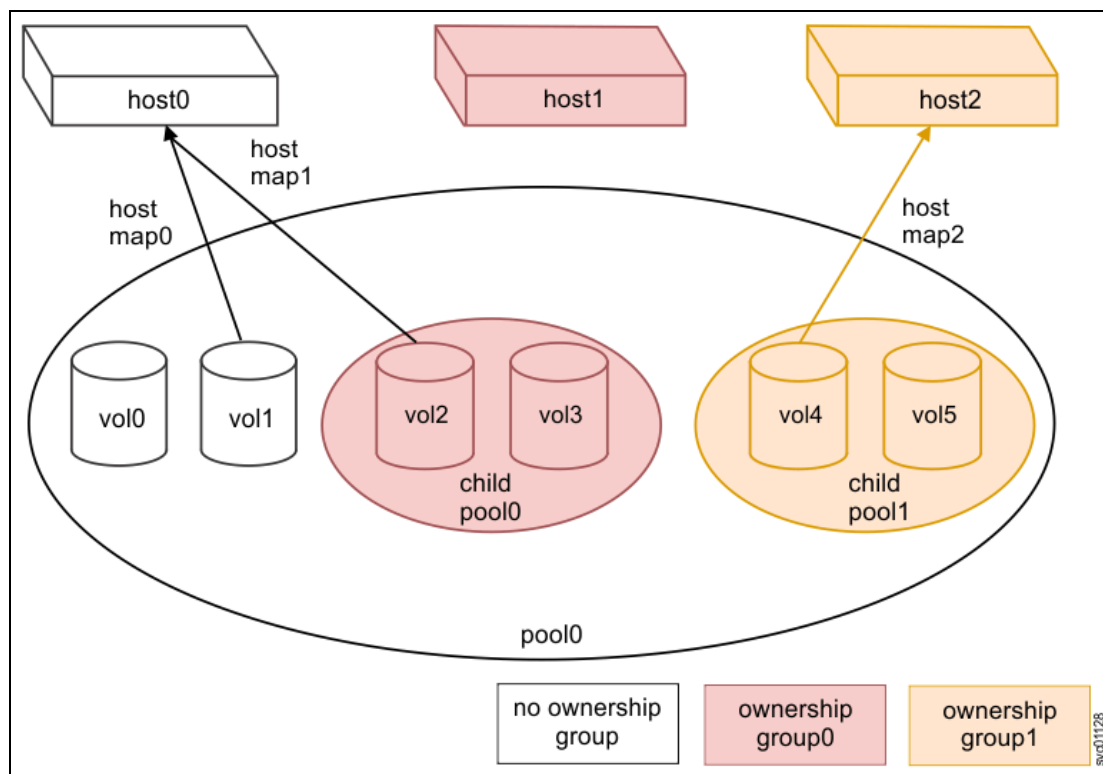 host0
host1
host2
host
map1
host
map0
host
map2
vol0
vol1
vol2
vol3
vol4
vol5
child
pool0
child
pool1
pool0
no ownership
group
ownership
group0
ownership
group1
svc01128